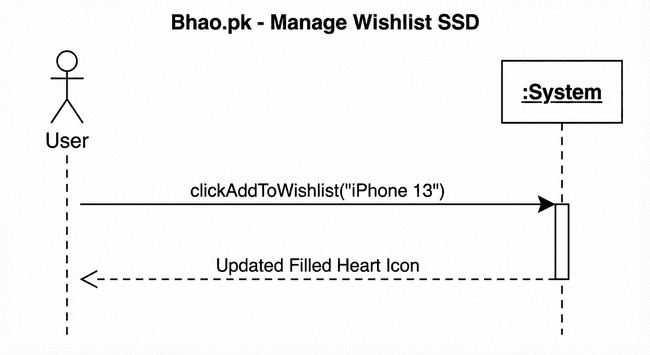 Bhao.pk - Manage Wishlist SSD
User
:System
clickAddToWishlist("iPhone 13")
Updated Filled Heart Icon